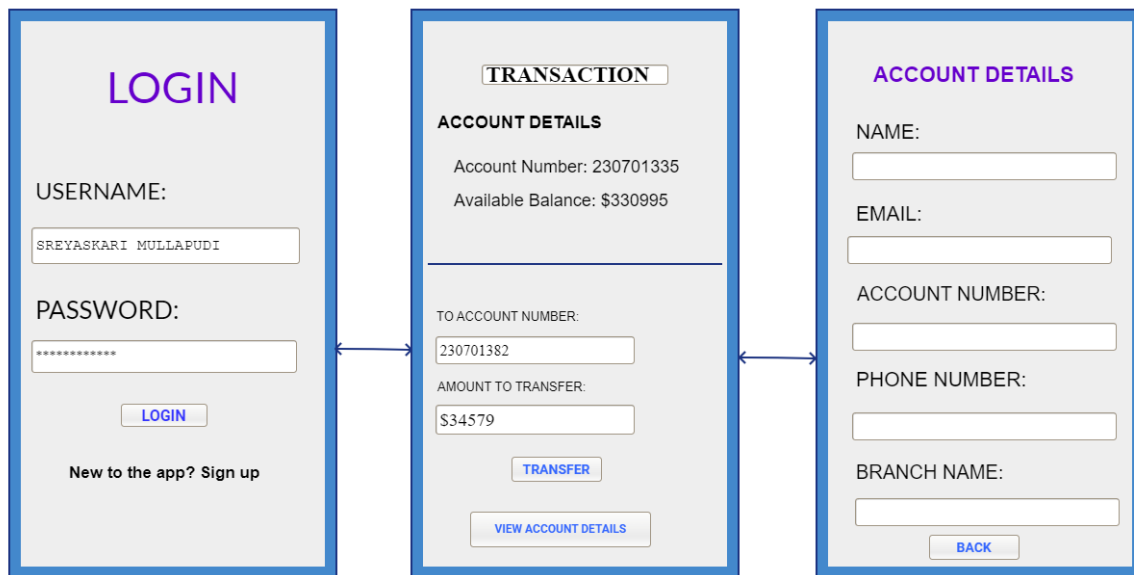 LOGIN
USERNAME:
SREYASKARI MULLAPUDI
PASSWORD:
************
LOGIN
New to the app? Sign up
TRANSACTION
ACCOUNT DETAILS
Account Number: 230701335
Available Balance: $330995
TO ACCOUNT NUMBER:
230701382
AMOUNT TO TRANSFER:
$34579
TRANSFER
VIEW ACCOUNT DETAILS
ACCOUNT DETAILS
NAME:
EMAIL:
ACCOUNT NUMBER:
PHONE NUMBER:
BRANCH NAME:
BACK